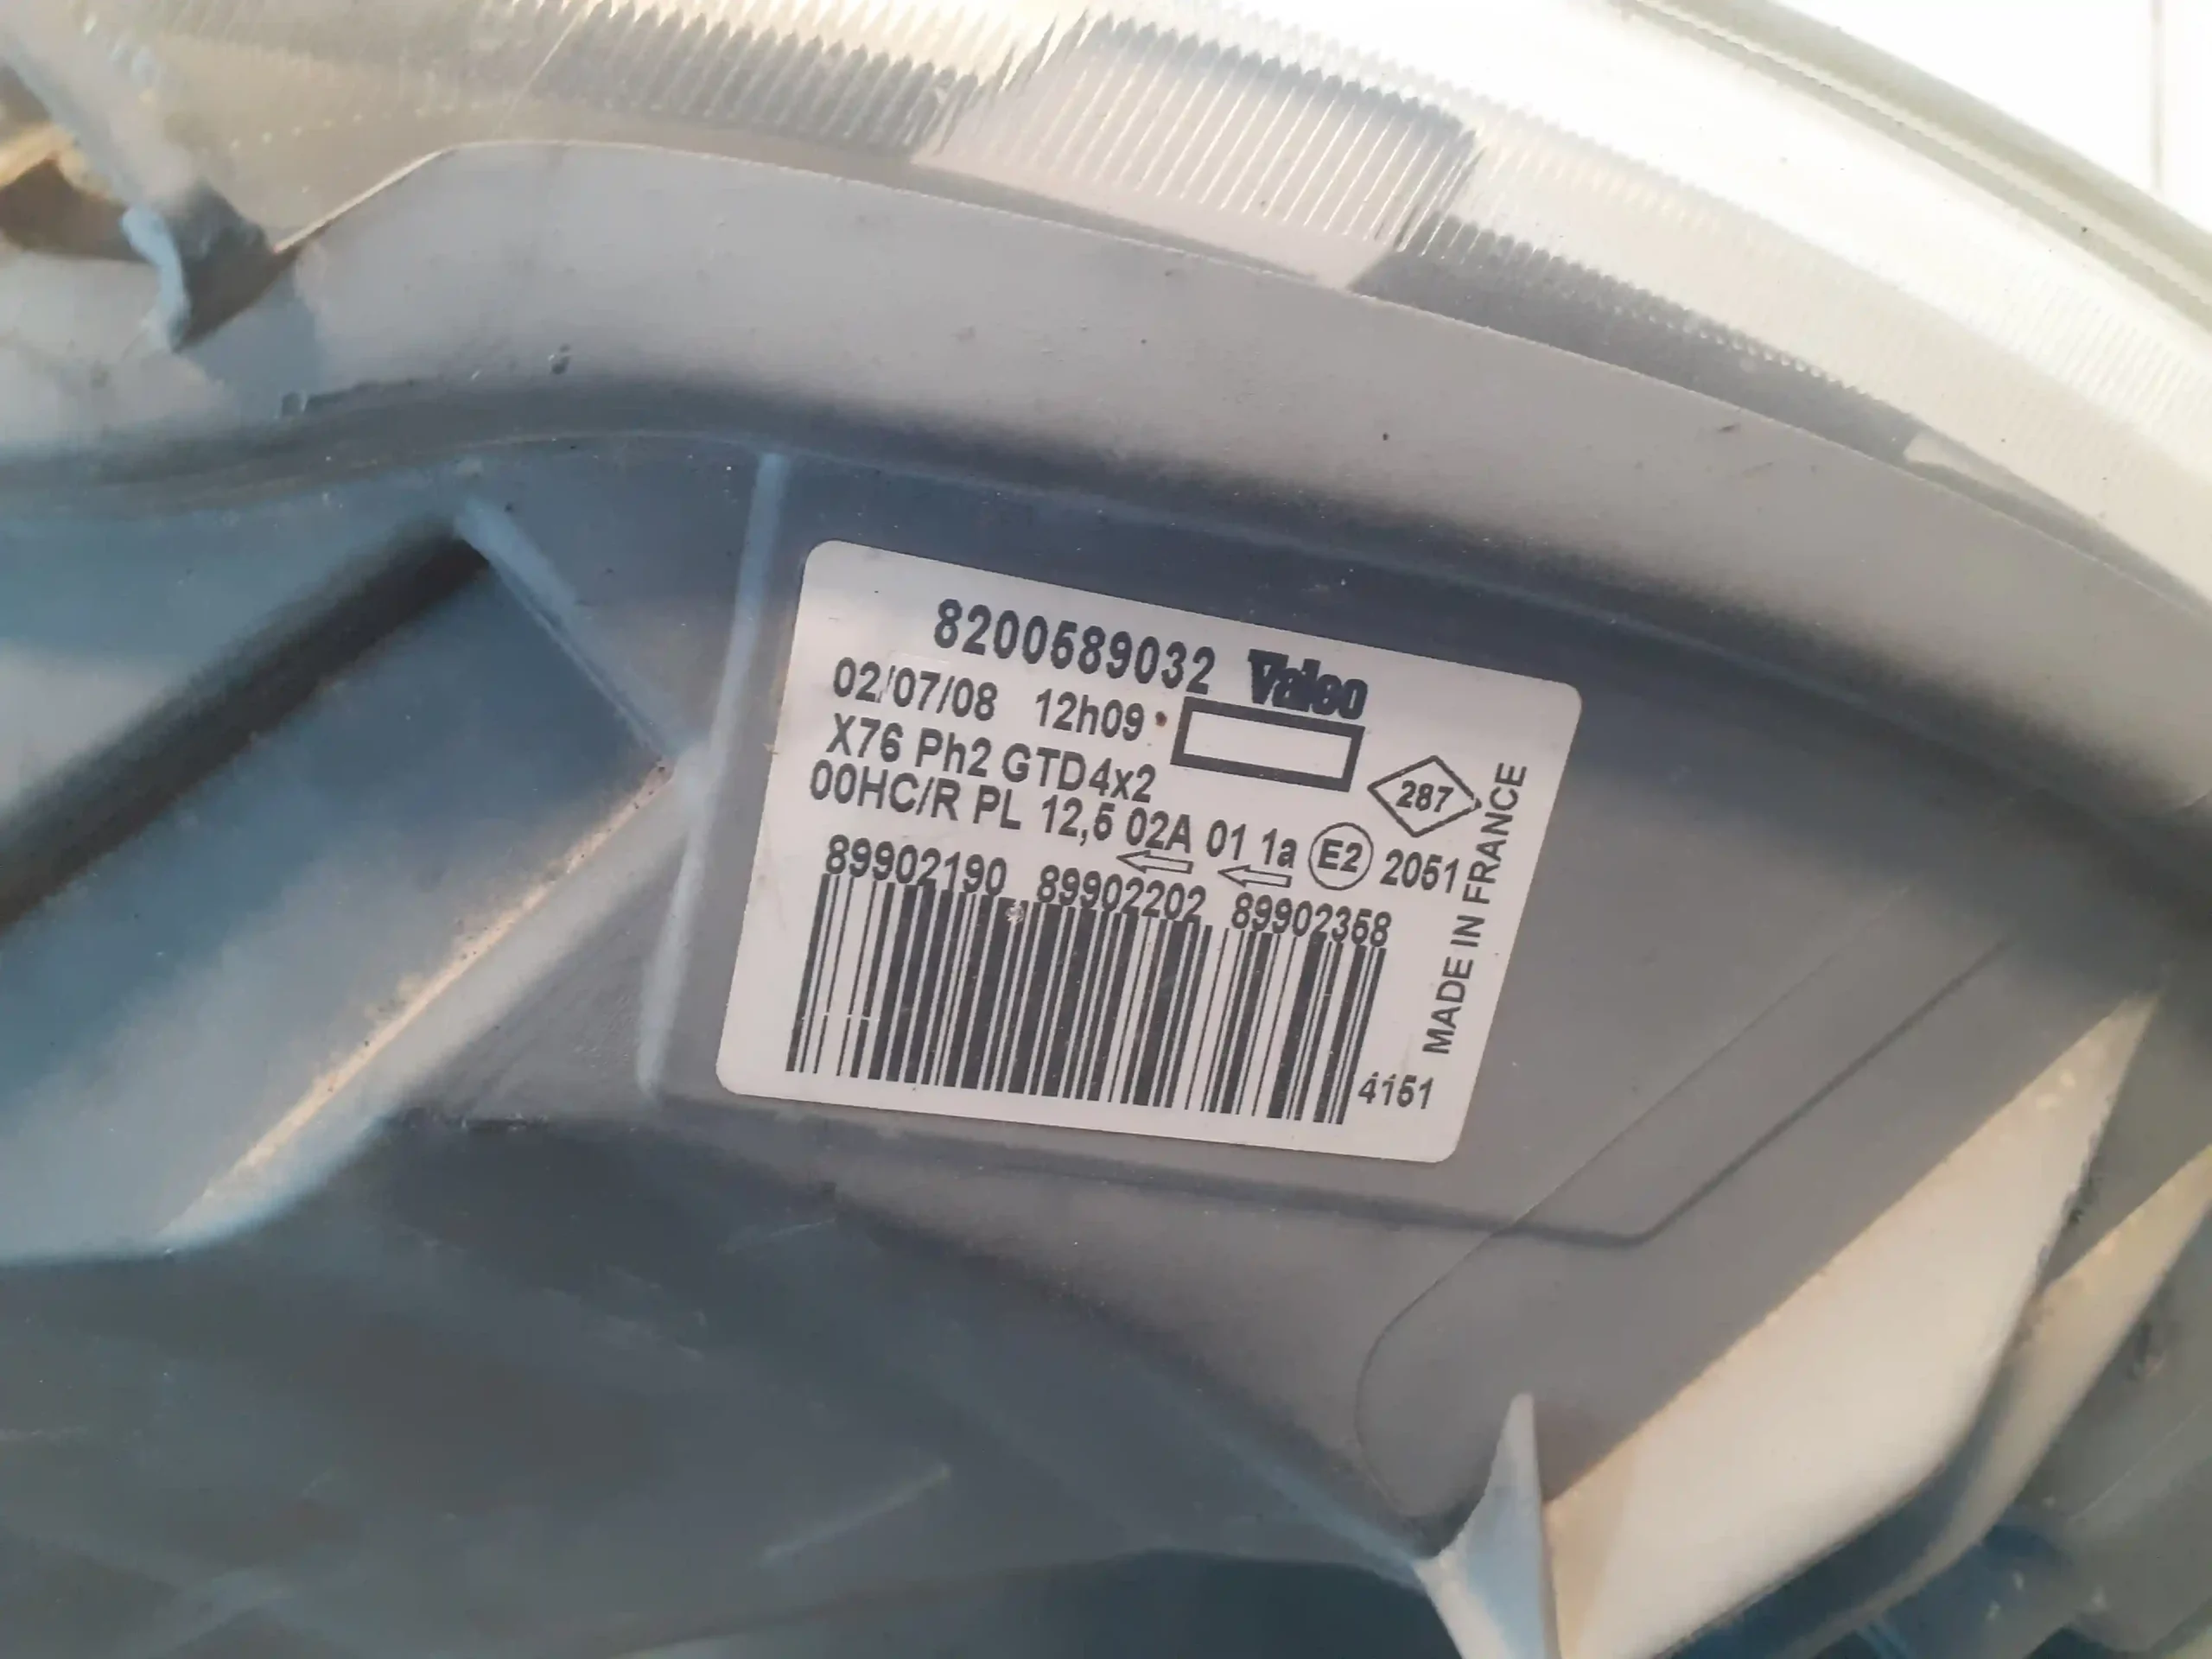 8200589032 Valeo
02/07/08 12h09
X76 Ph2 GTD4x2
287
00HC/R PL 12,5 02A 01 1a E2 2051
89902190 89902202 89902358
4151
MADE IN FRANCE